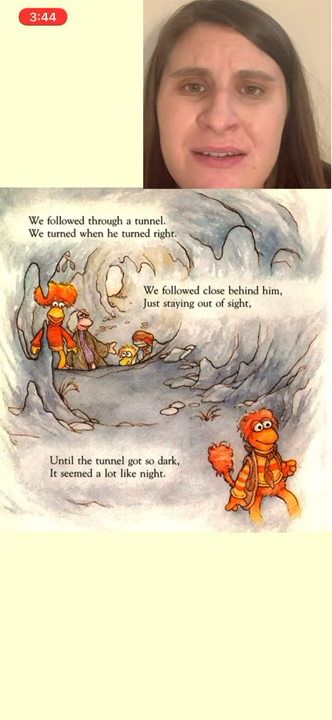 3:44
We followed through a tunnel.
We turned when he turned right.
We followed close behind him,
Just staying out of sight,
Until the tunnel got so dark,
It seemed a lot like night.